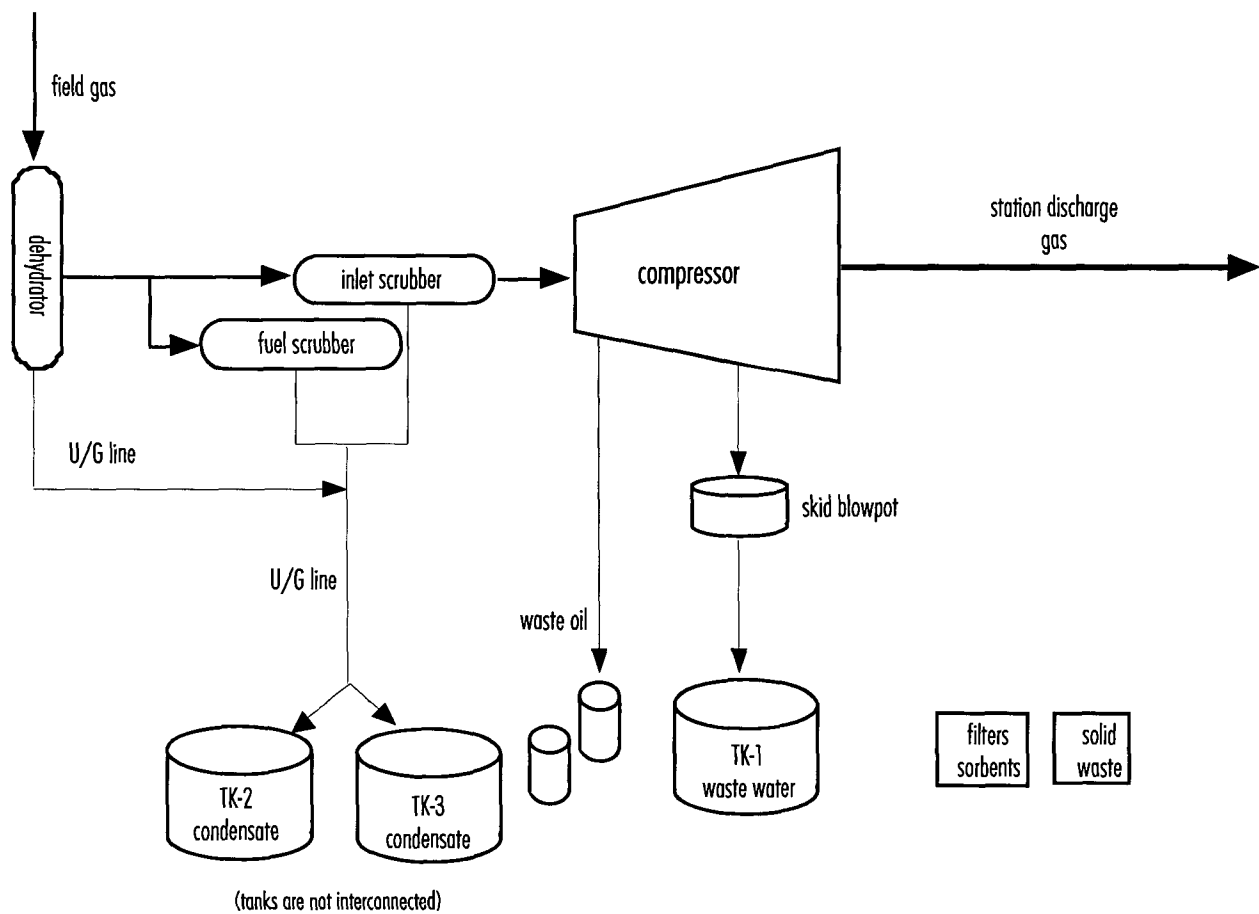 field gas
dehydrator
inlet scrubber
fuel scrubber
compressor
station discharge
gas
U/G line
skid blowpot
U/G line
waste oil
TK-2
condensate
TK-3
condensate
TK-1
waste water
filters
sorbents
solid
waste
(tanks are not interconnected)